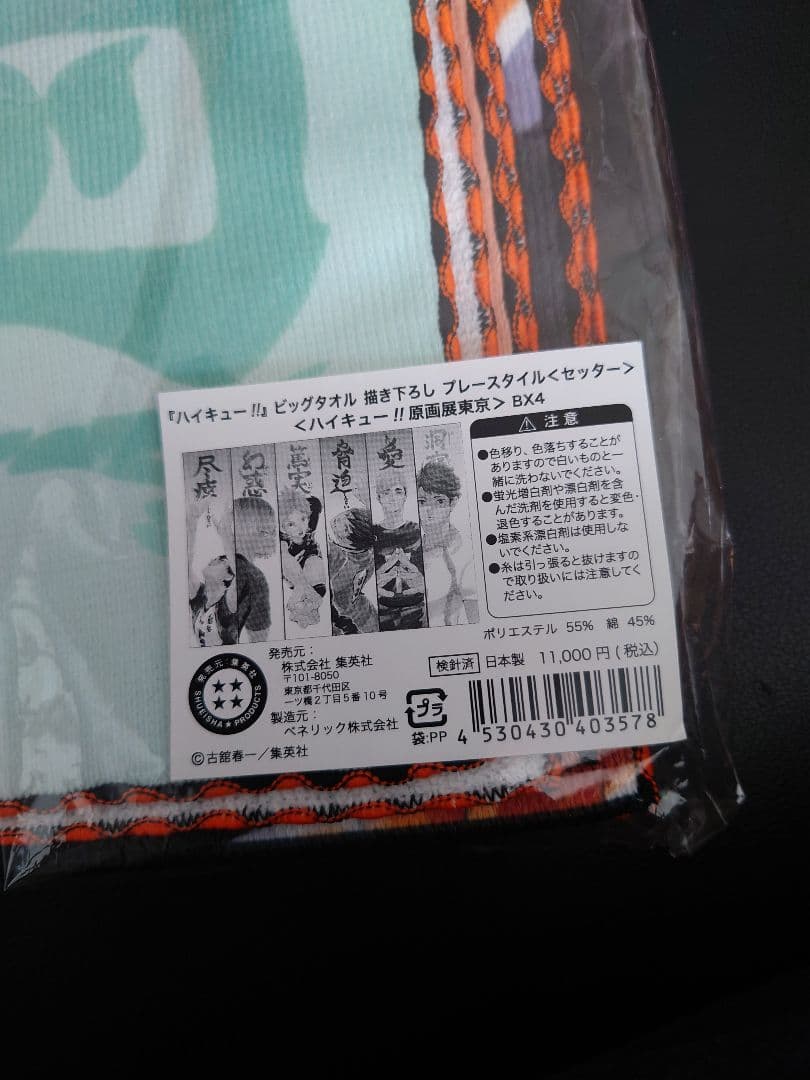 『ハイキュー!!』ビッグタオル 描き下ろし プレースタイル＜セッター＞
＜ハイキュー!!原画展東京＞BX4
尽瘁
幻惑
篤実
脅迫
愛
⚠ 注意
●色移り、色落ちすることが
ありますので白いものと一
緒に洗わないでください。
●蛍光増白剤や漂白剤を含
んだ洗剤を使用すると変色・
退色することがあります。
●塩素系漂白剤は使用しな
いでください。
●糸は引っ張ると抜けますの
で取り扱いには注意してく
ださい。
ポリエステル 55% 綿 45%
発売元：集英社
SHUEISHA★PRODUCTS
発売元：
株式会社 集英社
〒101-8050
東京都千代田区
一ツ橋2丁目5番10号
製造元：
ベネリック株式会社
検針済 日本製 11,000円(税込)
プラ
袋:PP
4 530430 403578
©古舘春一／集英社